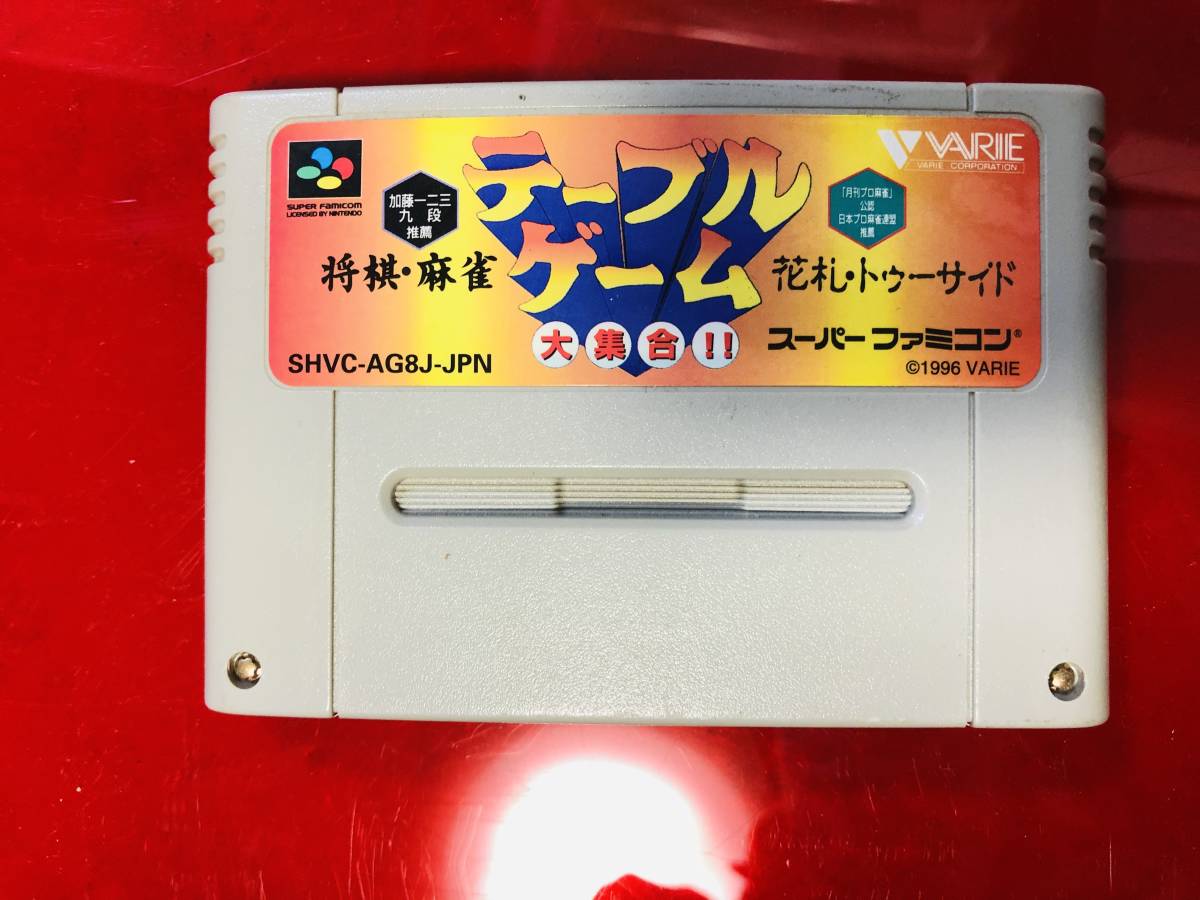 SUPER FAMICOM
LICENSED BY NINTENDO
加藤一二三
九段
推薦
テーブル
ゲーム
大集合!!
VARIE
VARIE CORPORATION
「月刊プロ麻雀」
公認
日本プロ麻雀連盟
推薦
将棋・麻雀
花札・トゥーサイド
スーパーファミコン®
SHVC-AG8J-JPN
©1996 VARIE